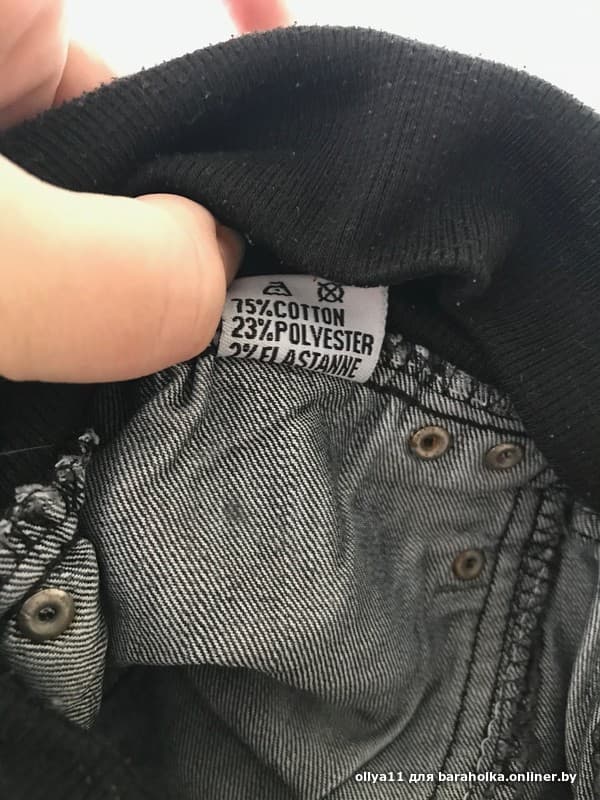 75%COTTON
23%POLYESTER
2%ELASTANNE
ollya11 для baraholka.onliner.by